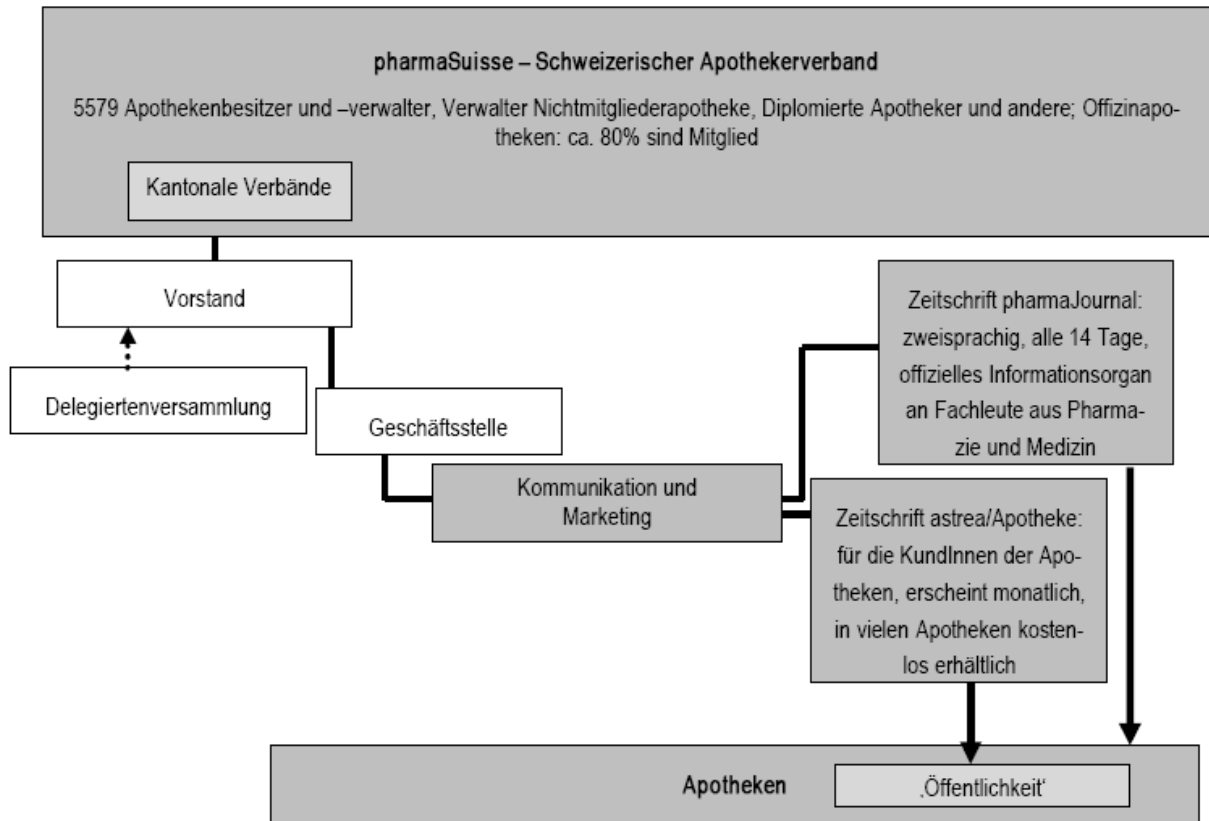 pharmaSuisse – Schweizerischer Apothekerverband
5579 Apothekenbesitzer und –verwalter, Verwalter Nichtmitgliederapotheke, Diplomierte Apotheker und andere; Offizinapo-
theken: ca. 80% sind Mitglied
Kantonale Verbände
Vorstand
Delegiertenversammlung
Geschäftsstelle
Kommunikation und
Marketing
Zeitschrift pharmaJournal:
zweisprachig, alle 14 Tage,
offizielles Informationsorgan
an Fachleute aus Pharma-
zie und Medizin
Zeitschrift astrea/Apotheke:
für die KundInnen der Apo-
theken, erscheint monatlich,
in vielen Apotheken kosten-
los erhältlich
Apotheken
‚Öffentlichkeit‘